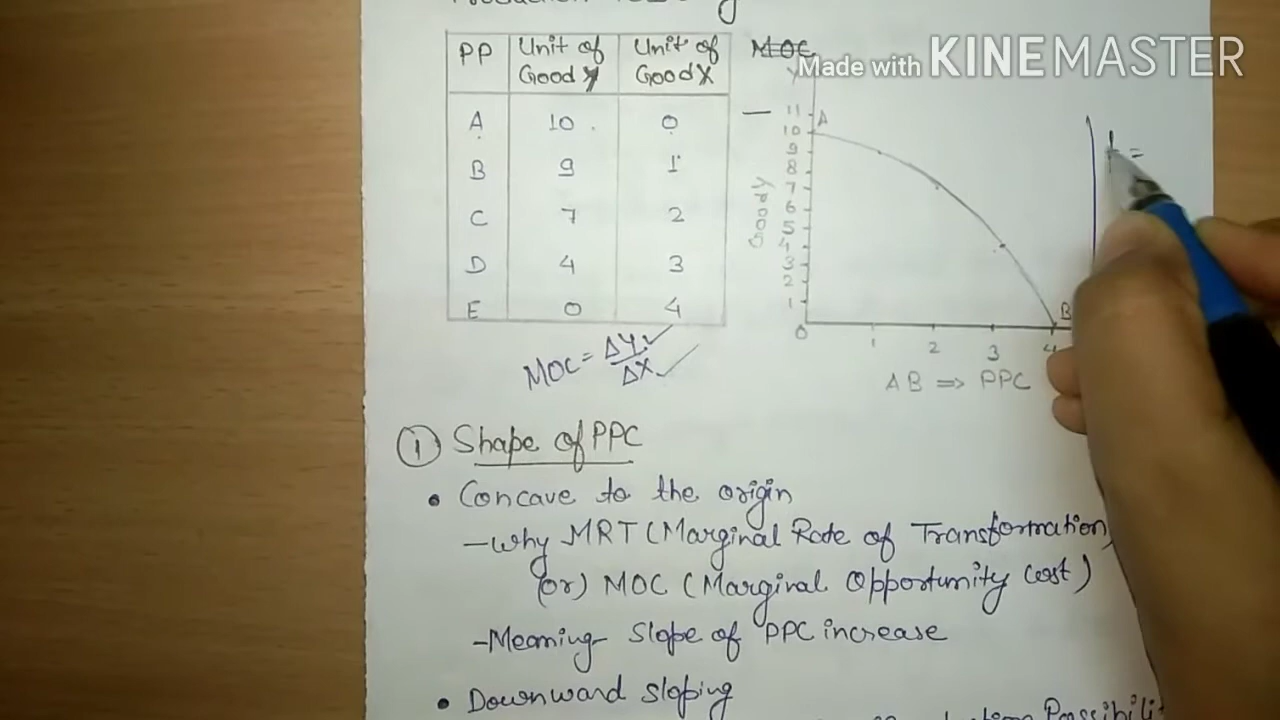 PP Unit of Good Y Unit of Good X MOC
A 10 0 —
B 9 1
C 7 2
D 4 3
E 0 4
MOC = ΔY/ΔX
Made with KINEMASTER
Y
11 A
10
9
8
7
6
5
4
3
2
1
Good Y
0 1 2 3 4
B
AB ⇒ PPC
=
① Shape of PPC
• Concave to the origin
- Why MRT (Marginal Rate of Transformation)
(or) MOC (Marginal Opportunity Cost)
- Meaning- Slope of PPC increase
• Downward sloping